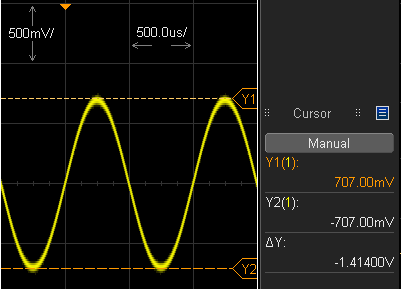 500mV/
500.0us/
Y1
Y2
Cursor
Manual
Y1(1):
707.00mV
Y2(1):
-707.00mV
ΔY:
-1.41400V